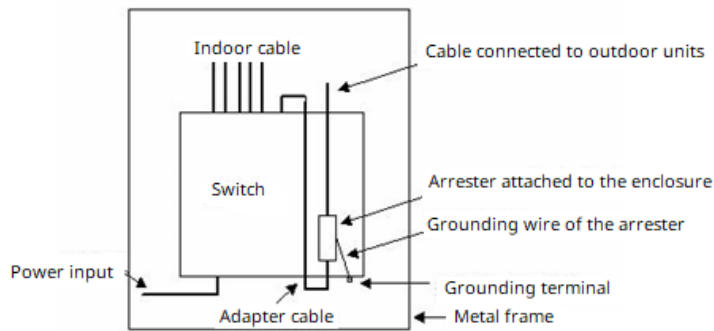 Indoor cable
Cable connected to outdoor units
Switch
Arrester attached to the enclosure
Grounding wire of the arrester
Power input
Grounding terminal
Adapter cable
Metal frame